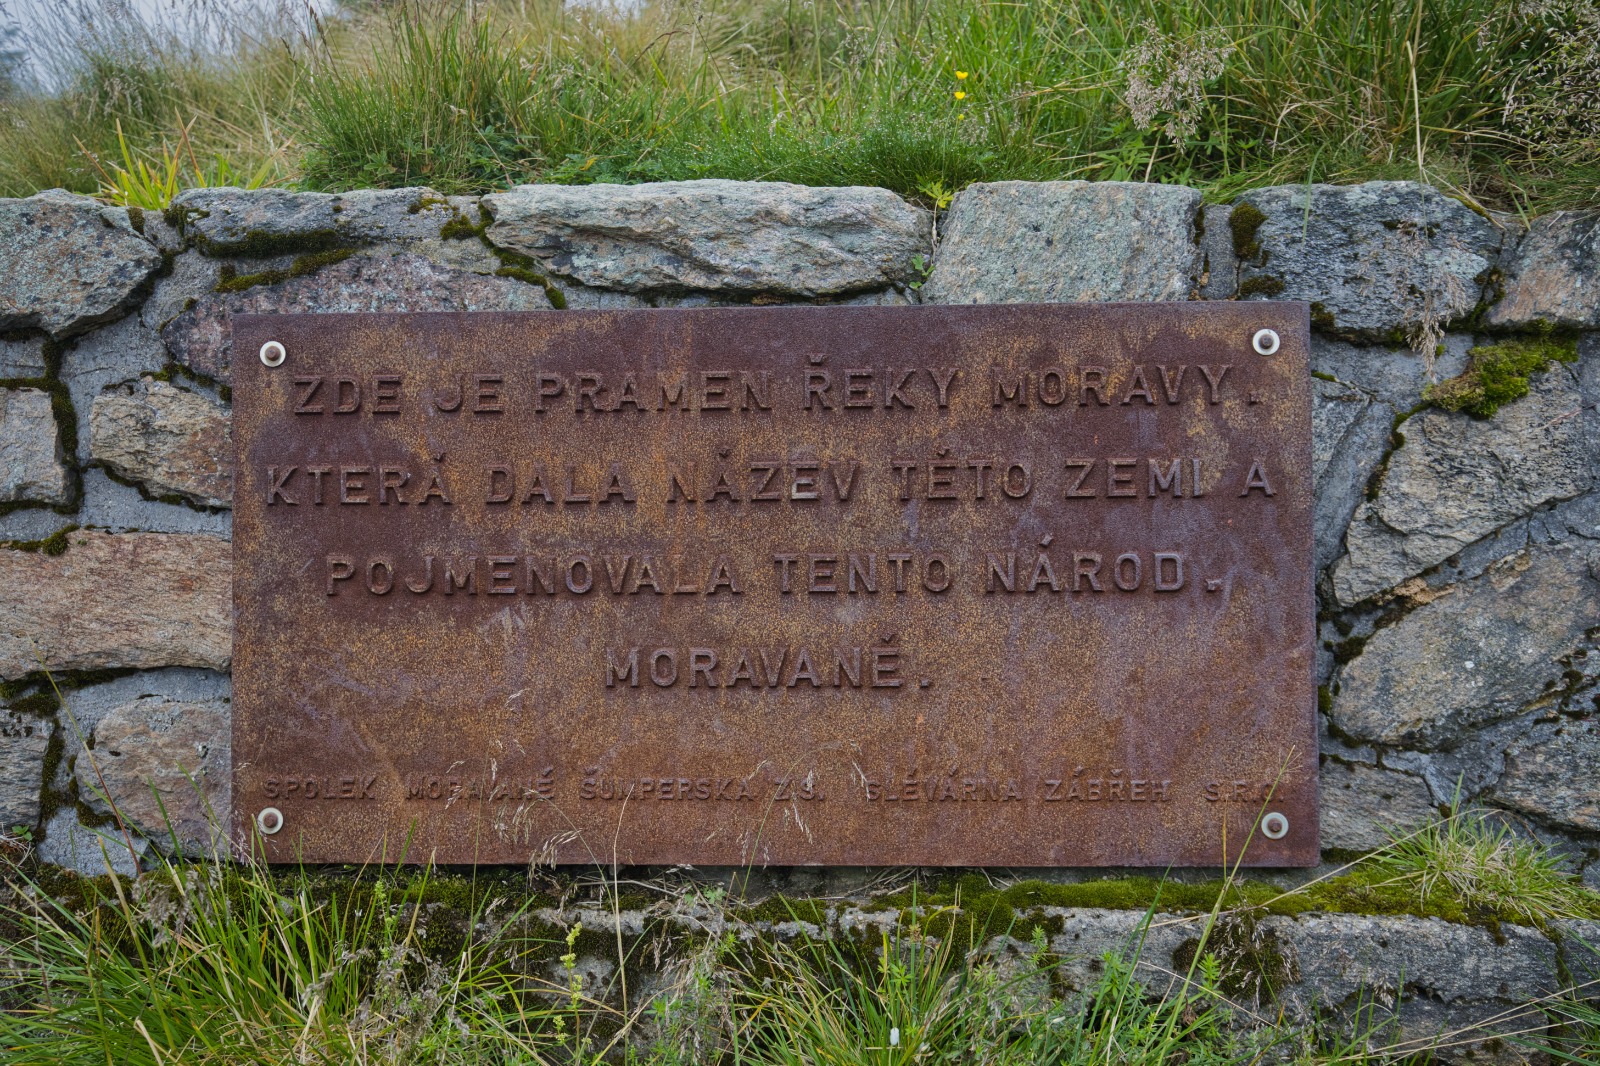 ZDE JE PRAMEN ŘEKY MORAVY.
KTERÁ DALA NÁZEV TÉTO ZEMI A
POJMENOVALA TENTO NÁROD.
MORAVANÉ.
SPOLEK MORAVANÉ ŠUMPERSKA Z.S. SLÉVÁRNA ZÁBŘEH S.R.O.